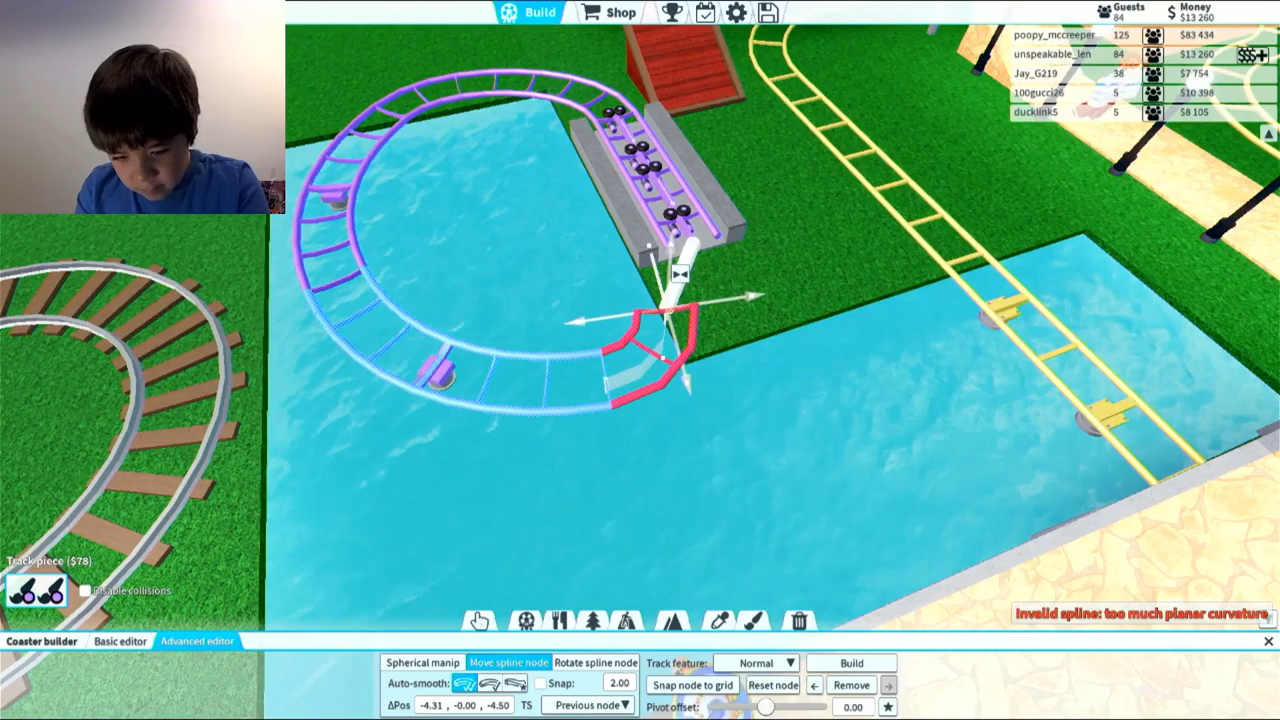 Build
Shop
Guests
84
$ Money
$13 260
poopy_mccreeper 125 $83 434
unspeakable_len 84 $13 260 $$$+
Jay_G219 38 $7 754
100gucci26 5 $10 398
ducklink5 5 $8 105
Track piece ($78)
Disable collisions
Invalid spline: too much planar curvature
Coaster builder Basic editor Advanced editor
Spherical manip Move spline node Rotate spline node Track feature: Normal ▼ Build
Auto-smooth: Snap: 2.00 Snap node to grid Reset node ← Remove →
ΔPos -4.31 , -0.00 , -4.50 TS Previous node▼ Pivot offset: 0.00 ★